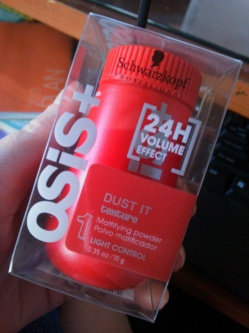 Schwarzkopf
PROFESSIONAL
osis+
24H
VOLUME
EFFECT
DUST IT
texture
Mattifying powder
Polvo matificador
1
LIGHT CONTROL
0.35 oz / 10 g